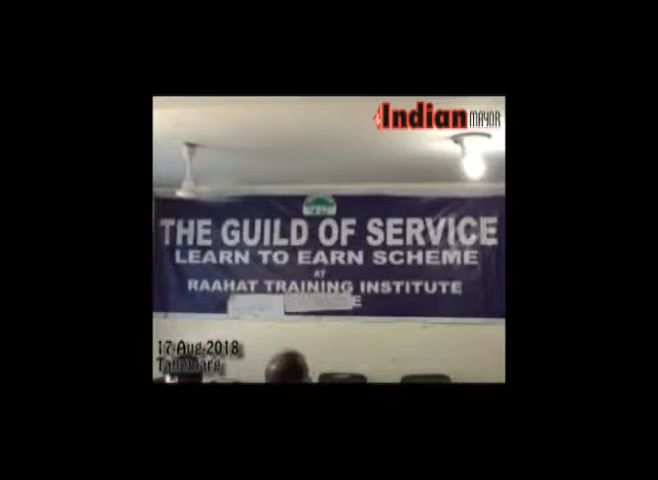 Indian MAYOR
THE GUILD OF SERVICE
LEARN TO EARN SCHEME
AT
RAAHAT TRAINING INSTITUTE
17-Aug-2018